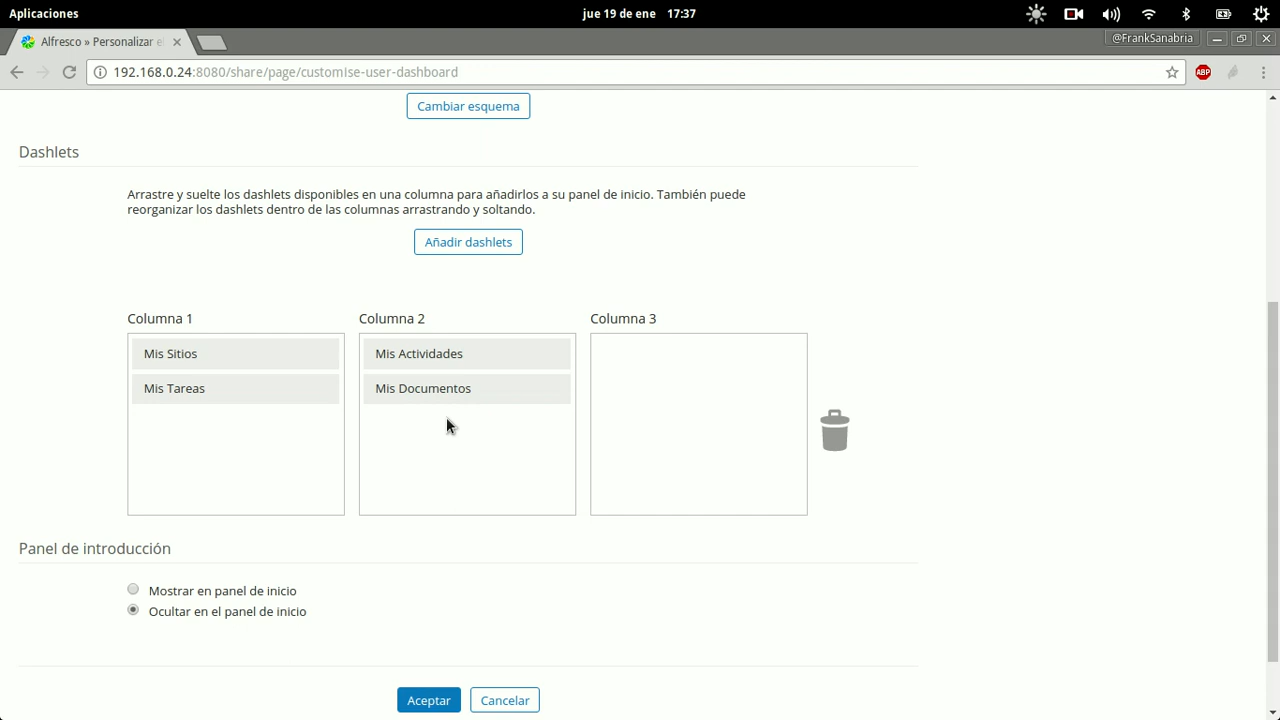 Aplicaciones
jue 19 de ene 17:37
Alfresco » Personalizar e
@FrankSanabria
192.168.0.24:8080/share/page/customise-user-dashboard
ABP
Cambiar esquema
Dashlets
Arrastre y suelte los dashlets disponibles en una columna para añadirlos a su panel de inicio. También puede
reorganizar los dashlets dentro de las columnas arrastrando y soltando.
Añadir dashlets
Columna 1
Columna 2
Columna 3
Mis Sitios
Mis Actividades
Mis Tareas
Mis Documentos
Panel de introducción
Mostrar en panel de inicio
Ocultar en el panel de inicio
Aceptar
Cancelar